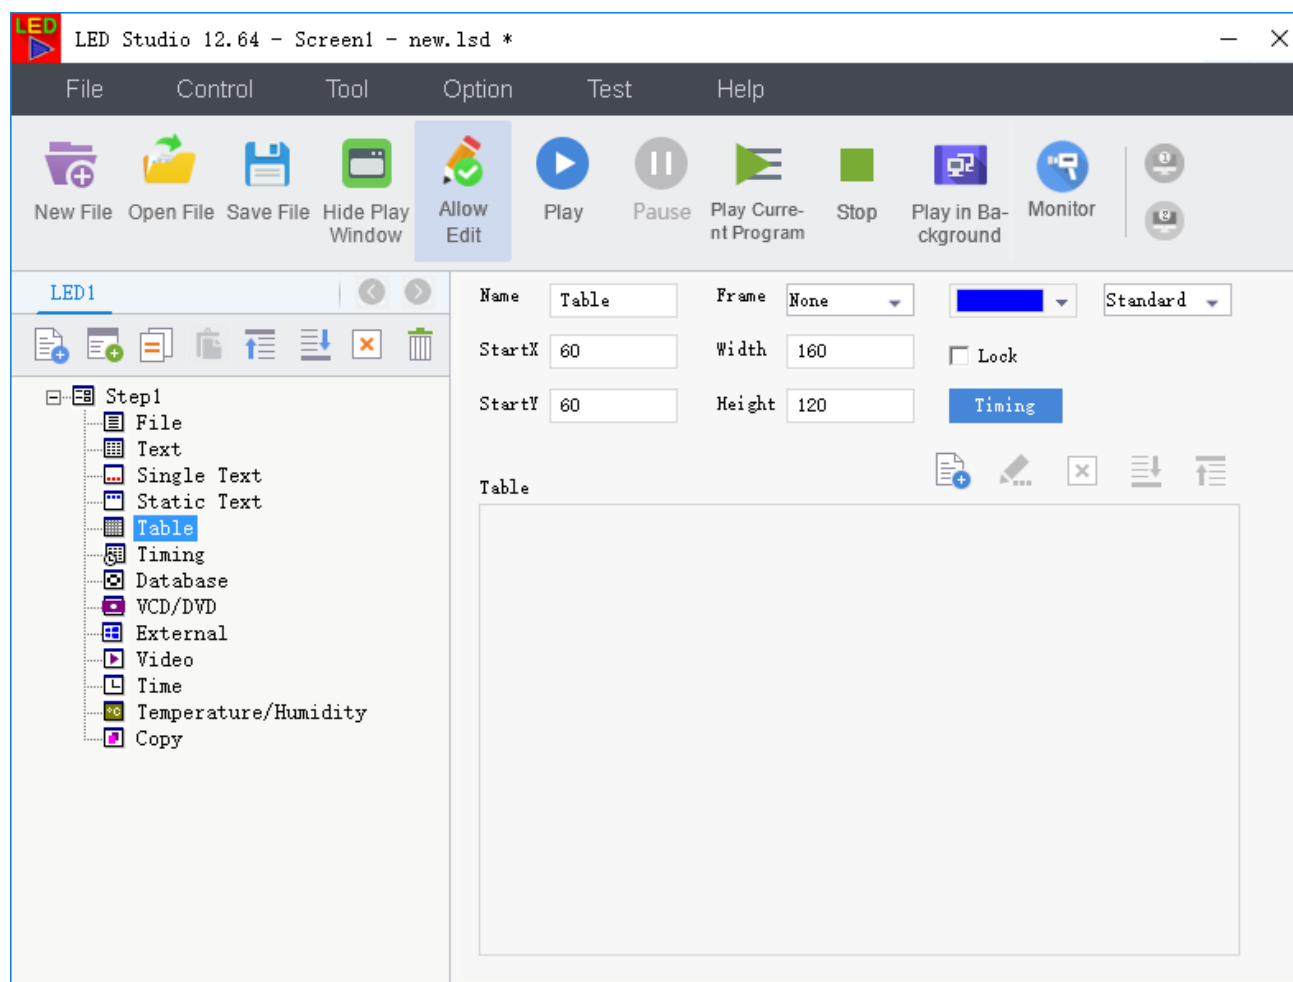 LED
LED Studio 12.64 - Screen1 - new.lsd *
File Control Tool Option Test Help
New File Open File Save File Hide Play Window Allow Edit Play Pause Play Curre-nt Program Stop Play in Ba-ckground Monitor
1
2
LED1
Name Table Frame None Standard
StartX 60 Width 160 Lock
StartY 60 Height 120 Timing
Table
Step1
File
Text
Single Text
Static Text
Table
Timing
Database
VCD/DVD
External
Video
Time
°C Temperature/Humidity
Copy